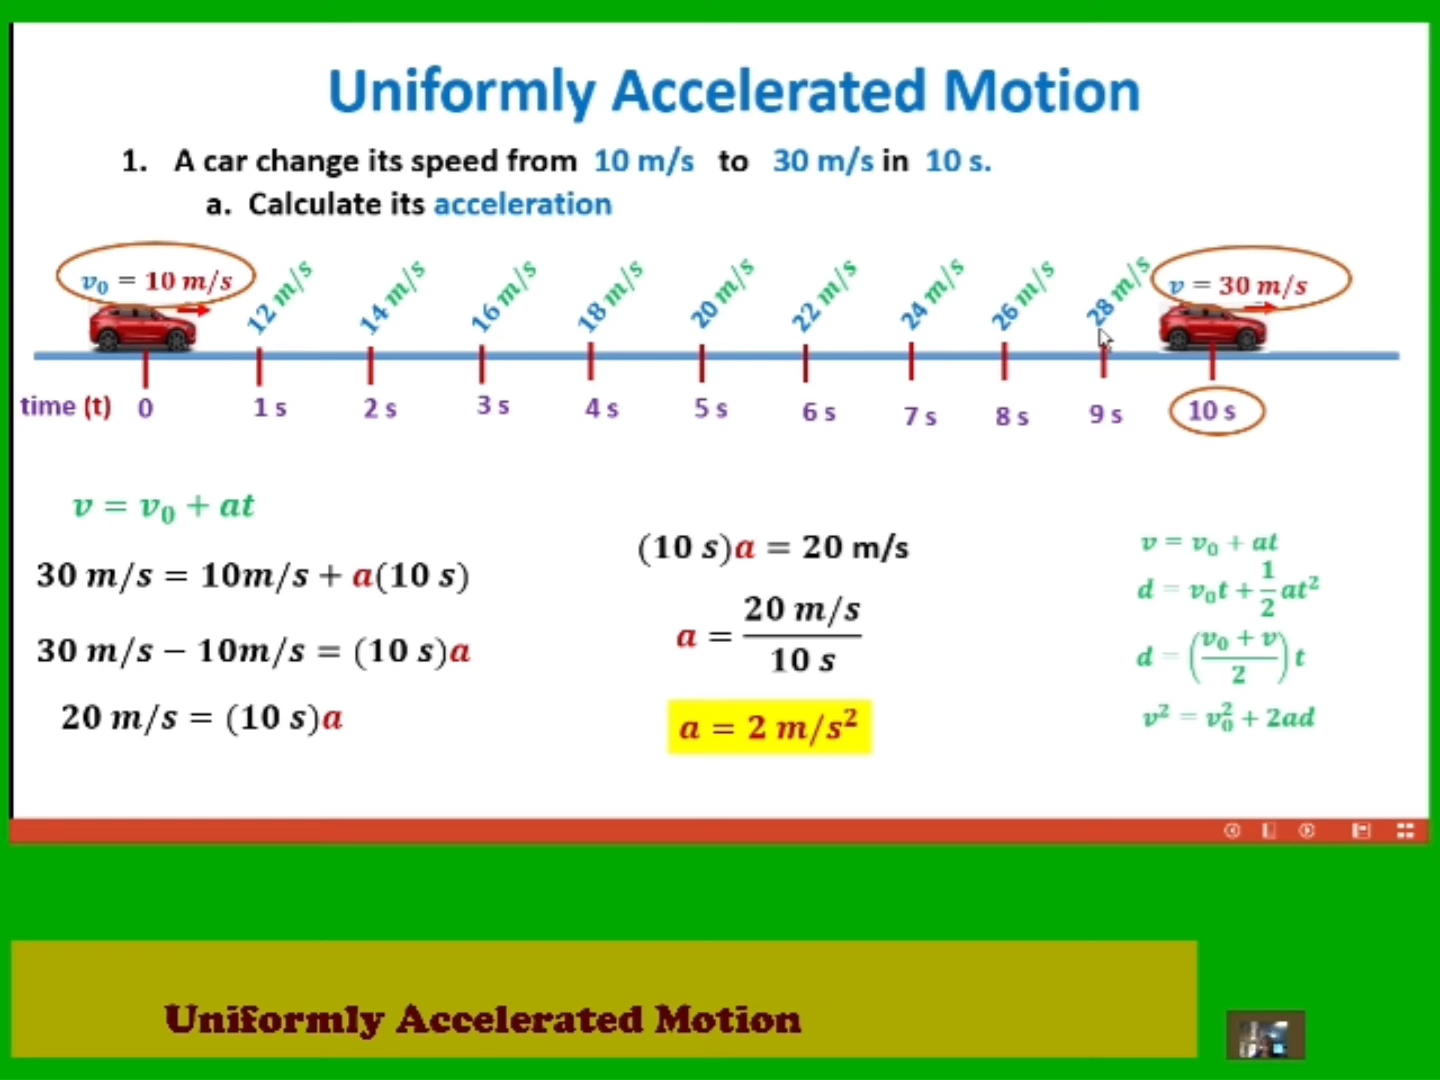 Uniformly Accelerated Motion
1. A car change its speed from 10 m/s to 30 m/s in 10 s.
a. Calculate its acceleration
v₀ = 10 m/s
12 m/s
14 m/s
16 m/s
18 m/s
20 m/s
22 m/s
24 m/s
26 m/s
28 m/s
v = 30 m/s
time (t) 0 1 s 2 s 3 s 4 s 5 s 6 s 7 s 8 s 9 s 10 s
v = v₀ + at
30 m/s = 10m/s + a(10 s)
30 m/s − 10m/s = (10 s)a
20 m/s = (10 s)a
(10 s)a = 20 m/s
a = 20 m/s / 10 s
a = 2 m/s²
v = v₀ + at
d = v₀t + 1/2 at²
d = ((v₀ + v)/2) t
v² = v₀² + 2ad
Uniformly Accelerated Motion